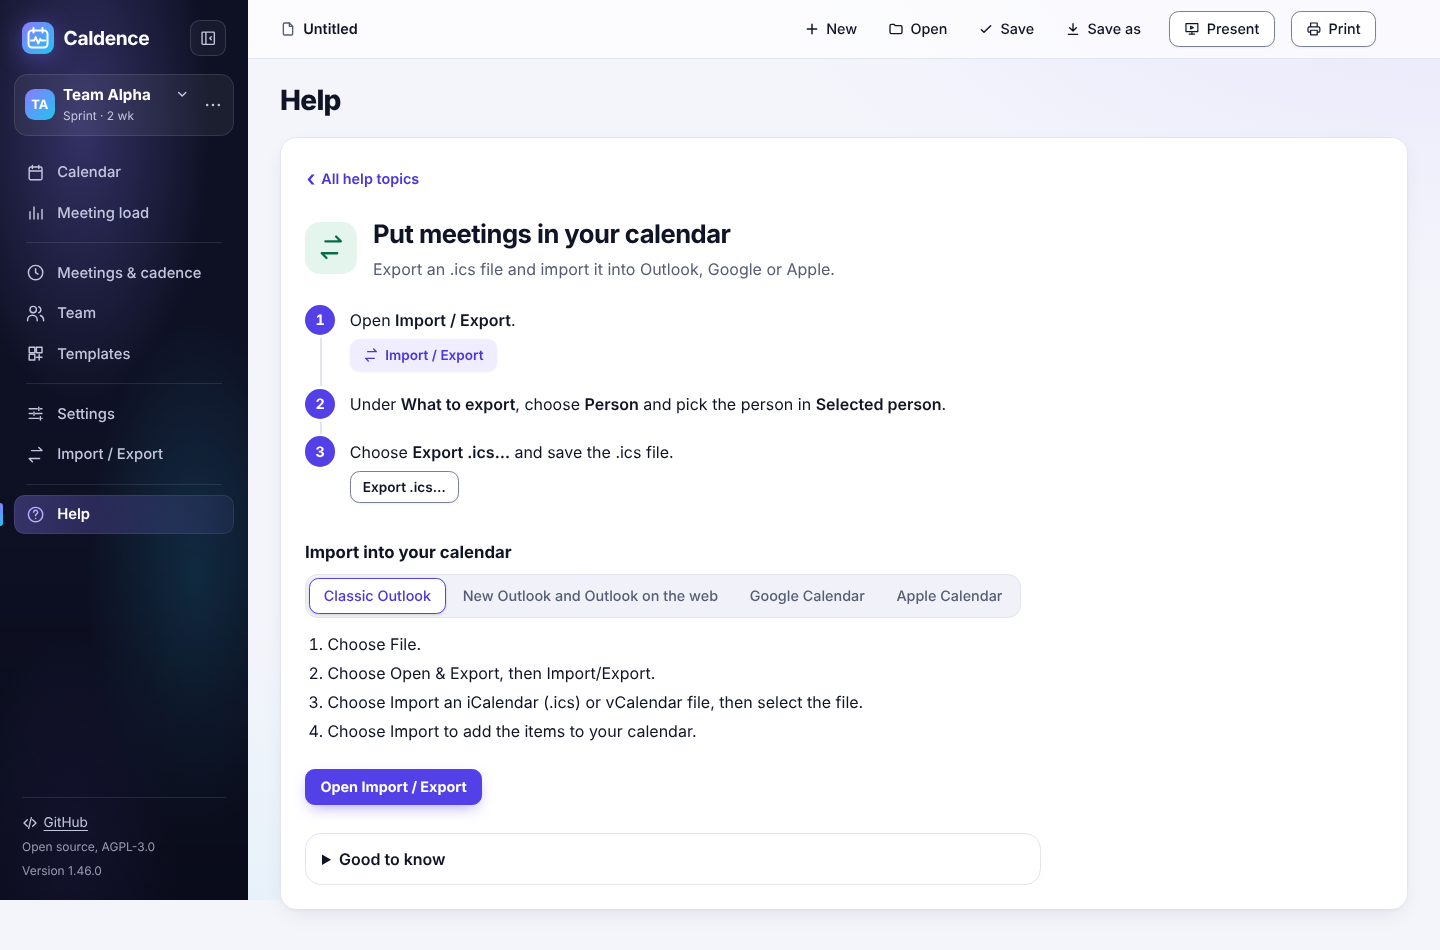 Caldence
TA
Team Alpha
Sprint · 2 wk
Calendar
Meeting load
Meetings & cadence
Team
Templates
Settings
Import / Export
Help
GitHub
Open source, AGPL-3.0
Version 1.46.0
Untitled
New
Open
Save
Save as
Present
Print
Help
All help topics
Put meetings in your calendar
Export an .ics file and import it into Outlook, Google or Apple.
1 Open Import / Export.
Import / Export
2 Under What to export, choose Person and pick the person in Selected person.
3 Choose Export .ics... and save the .ics file.
Export .ics...
Import into your calendar
Classic Outlook
New Outlook and Outlook on the web
Google Calendar
Apple Calendar
1. Choose File.
2. Choose Open & Export, then Import/Export.
3. Choose Import an iCalendar (.ics) or vCalendar file, then select the file.
4. Choose Import to add the items to your calendar.
Open Import / Export
Good to know